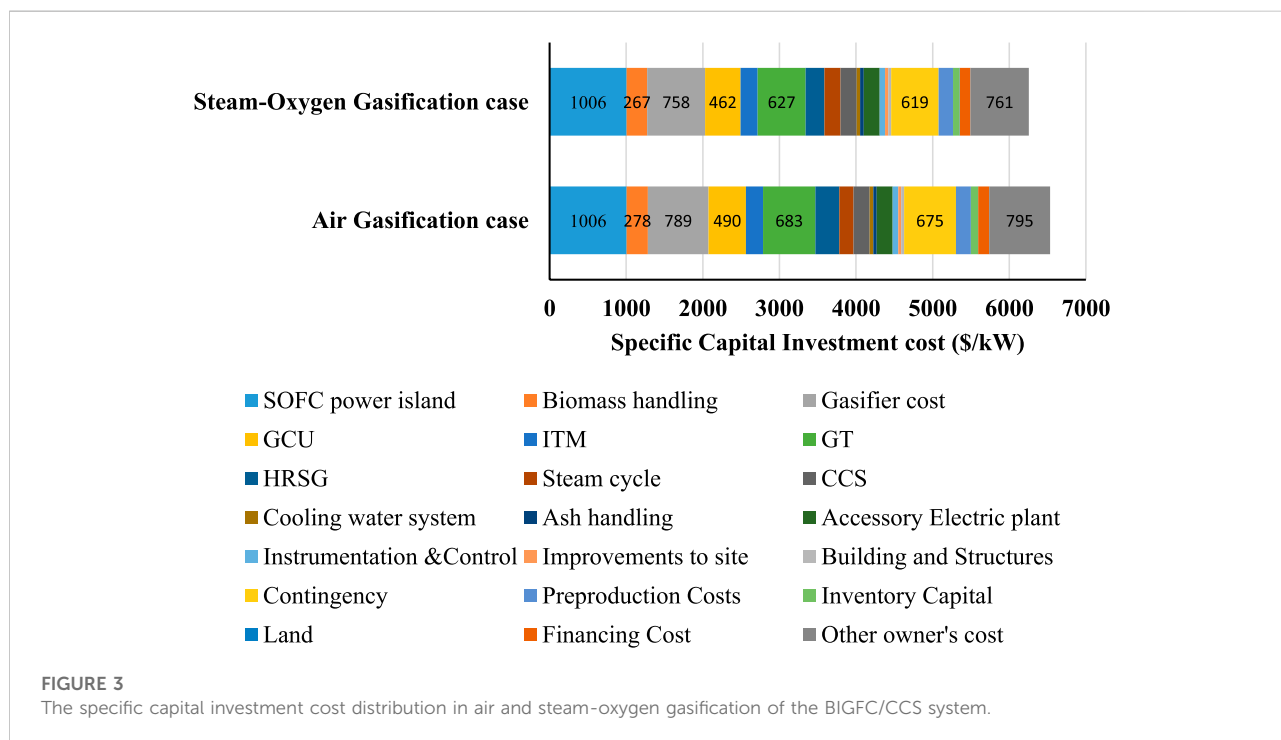 Steam-Oxygen Gasification case
1006 267 758 462 627 619 761
Air Gasification case
1006 278 789 490 683 675 795
0 1000 2000 3000 4000 5000 6000 7000
Specific Capital Investment cost ($/kW)
SOFC power island Biomass handling Gasifier cost
GCU ITM GT
HRSG Steam cycle CCS
Cooling water system Ash handling Accessory Electric plant
Instrumentation &Control Improvements to site Building and Structures
Contingency Preproduction Costs Inventory Capital
Land Financing Cost Other owner's cost
FIGURE 3
The specific capital investment cost distribution in air and steam-oxygen gasification of the BIGFC/CCS system.